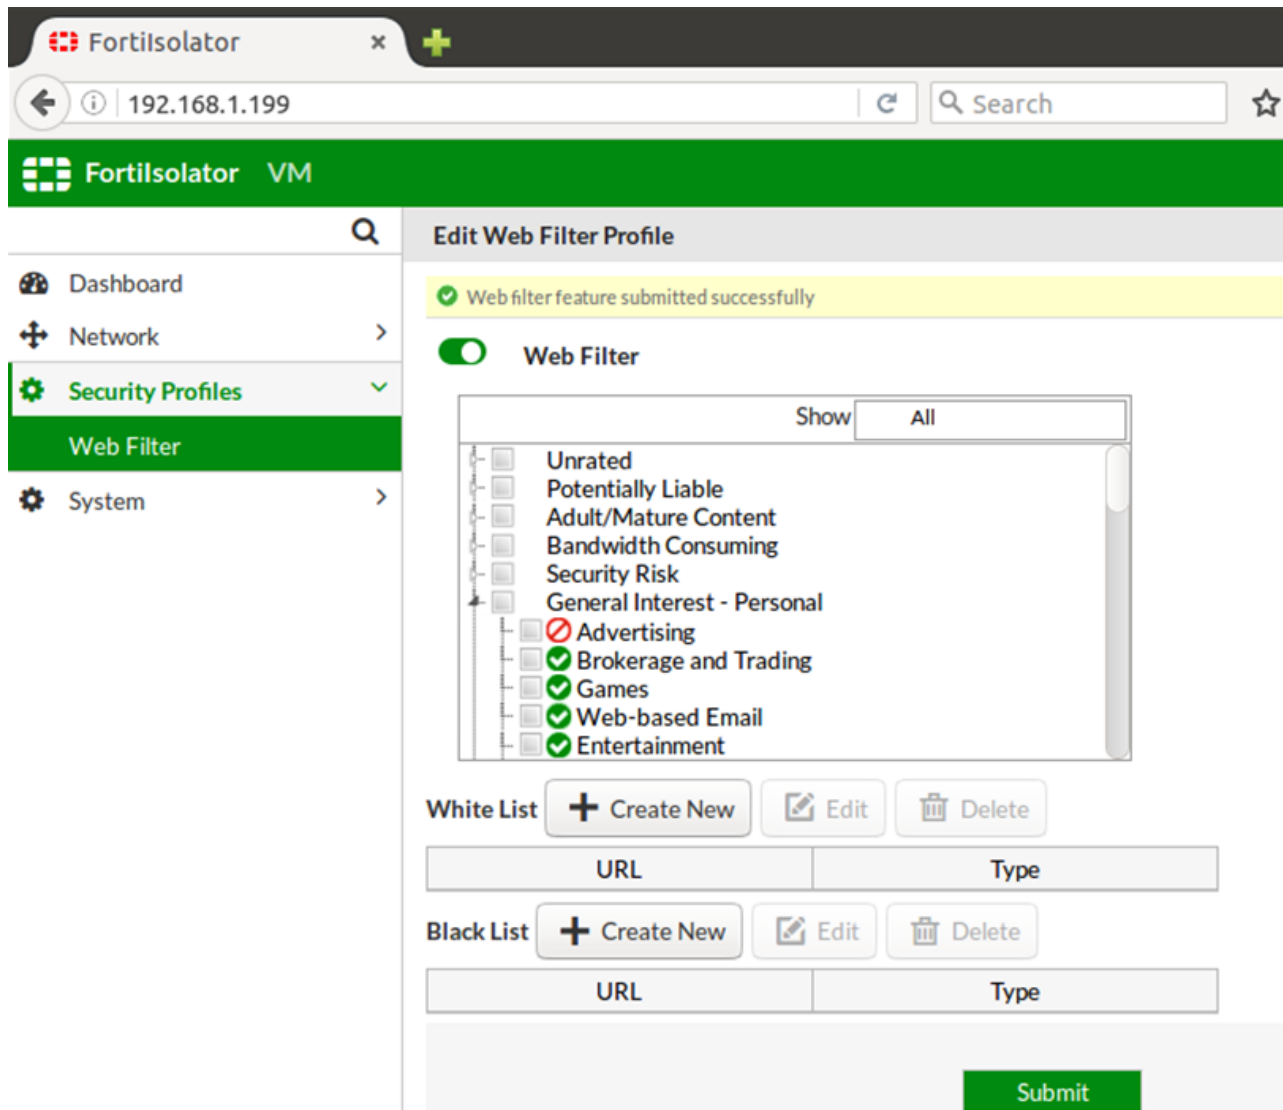 FortiIsolator
192.168.1.199
Search
FortiIsolator VM
Edit Web Filter Profile
Dashboard
Network
Security Profiles
Web Filter
System
Web filter feature submitted successfully
Web Filter
Show All
Unrated
Potentially Liable
Adult/Mature Content
Bandwidth Consuming
Security Risk
General Interest - Personal
Advertising
Brokerage and Trading
Games
Web-based Email
Entertainment
White List Create New Edit Delete
URL Type
Black List Create New Edit Delete
URL Type
Submit